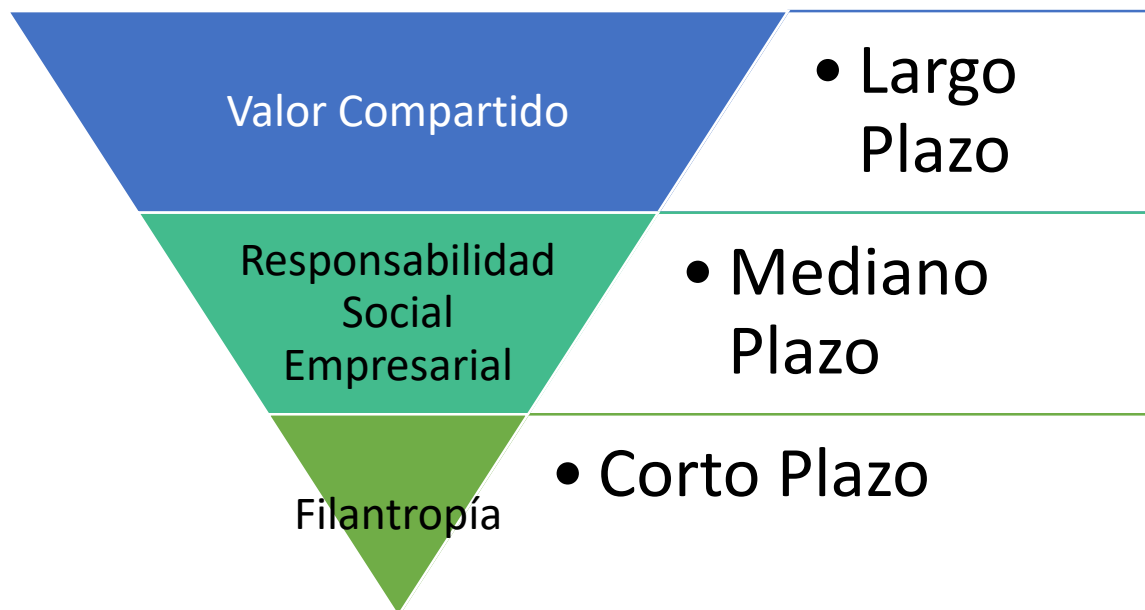 Valor Compartido
• Largo
Plazo
Responsabilidad
Social
Empresarial
• Mediano
Plazo
Filantropía
• Corto Plazo